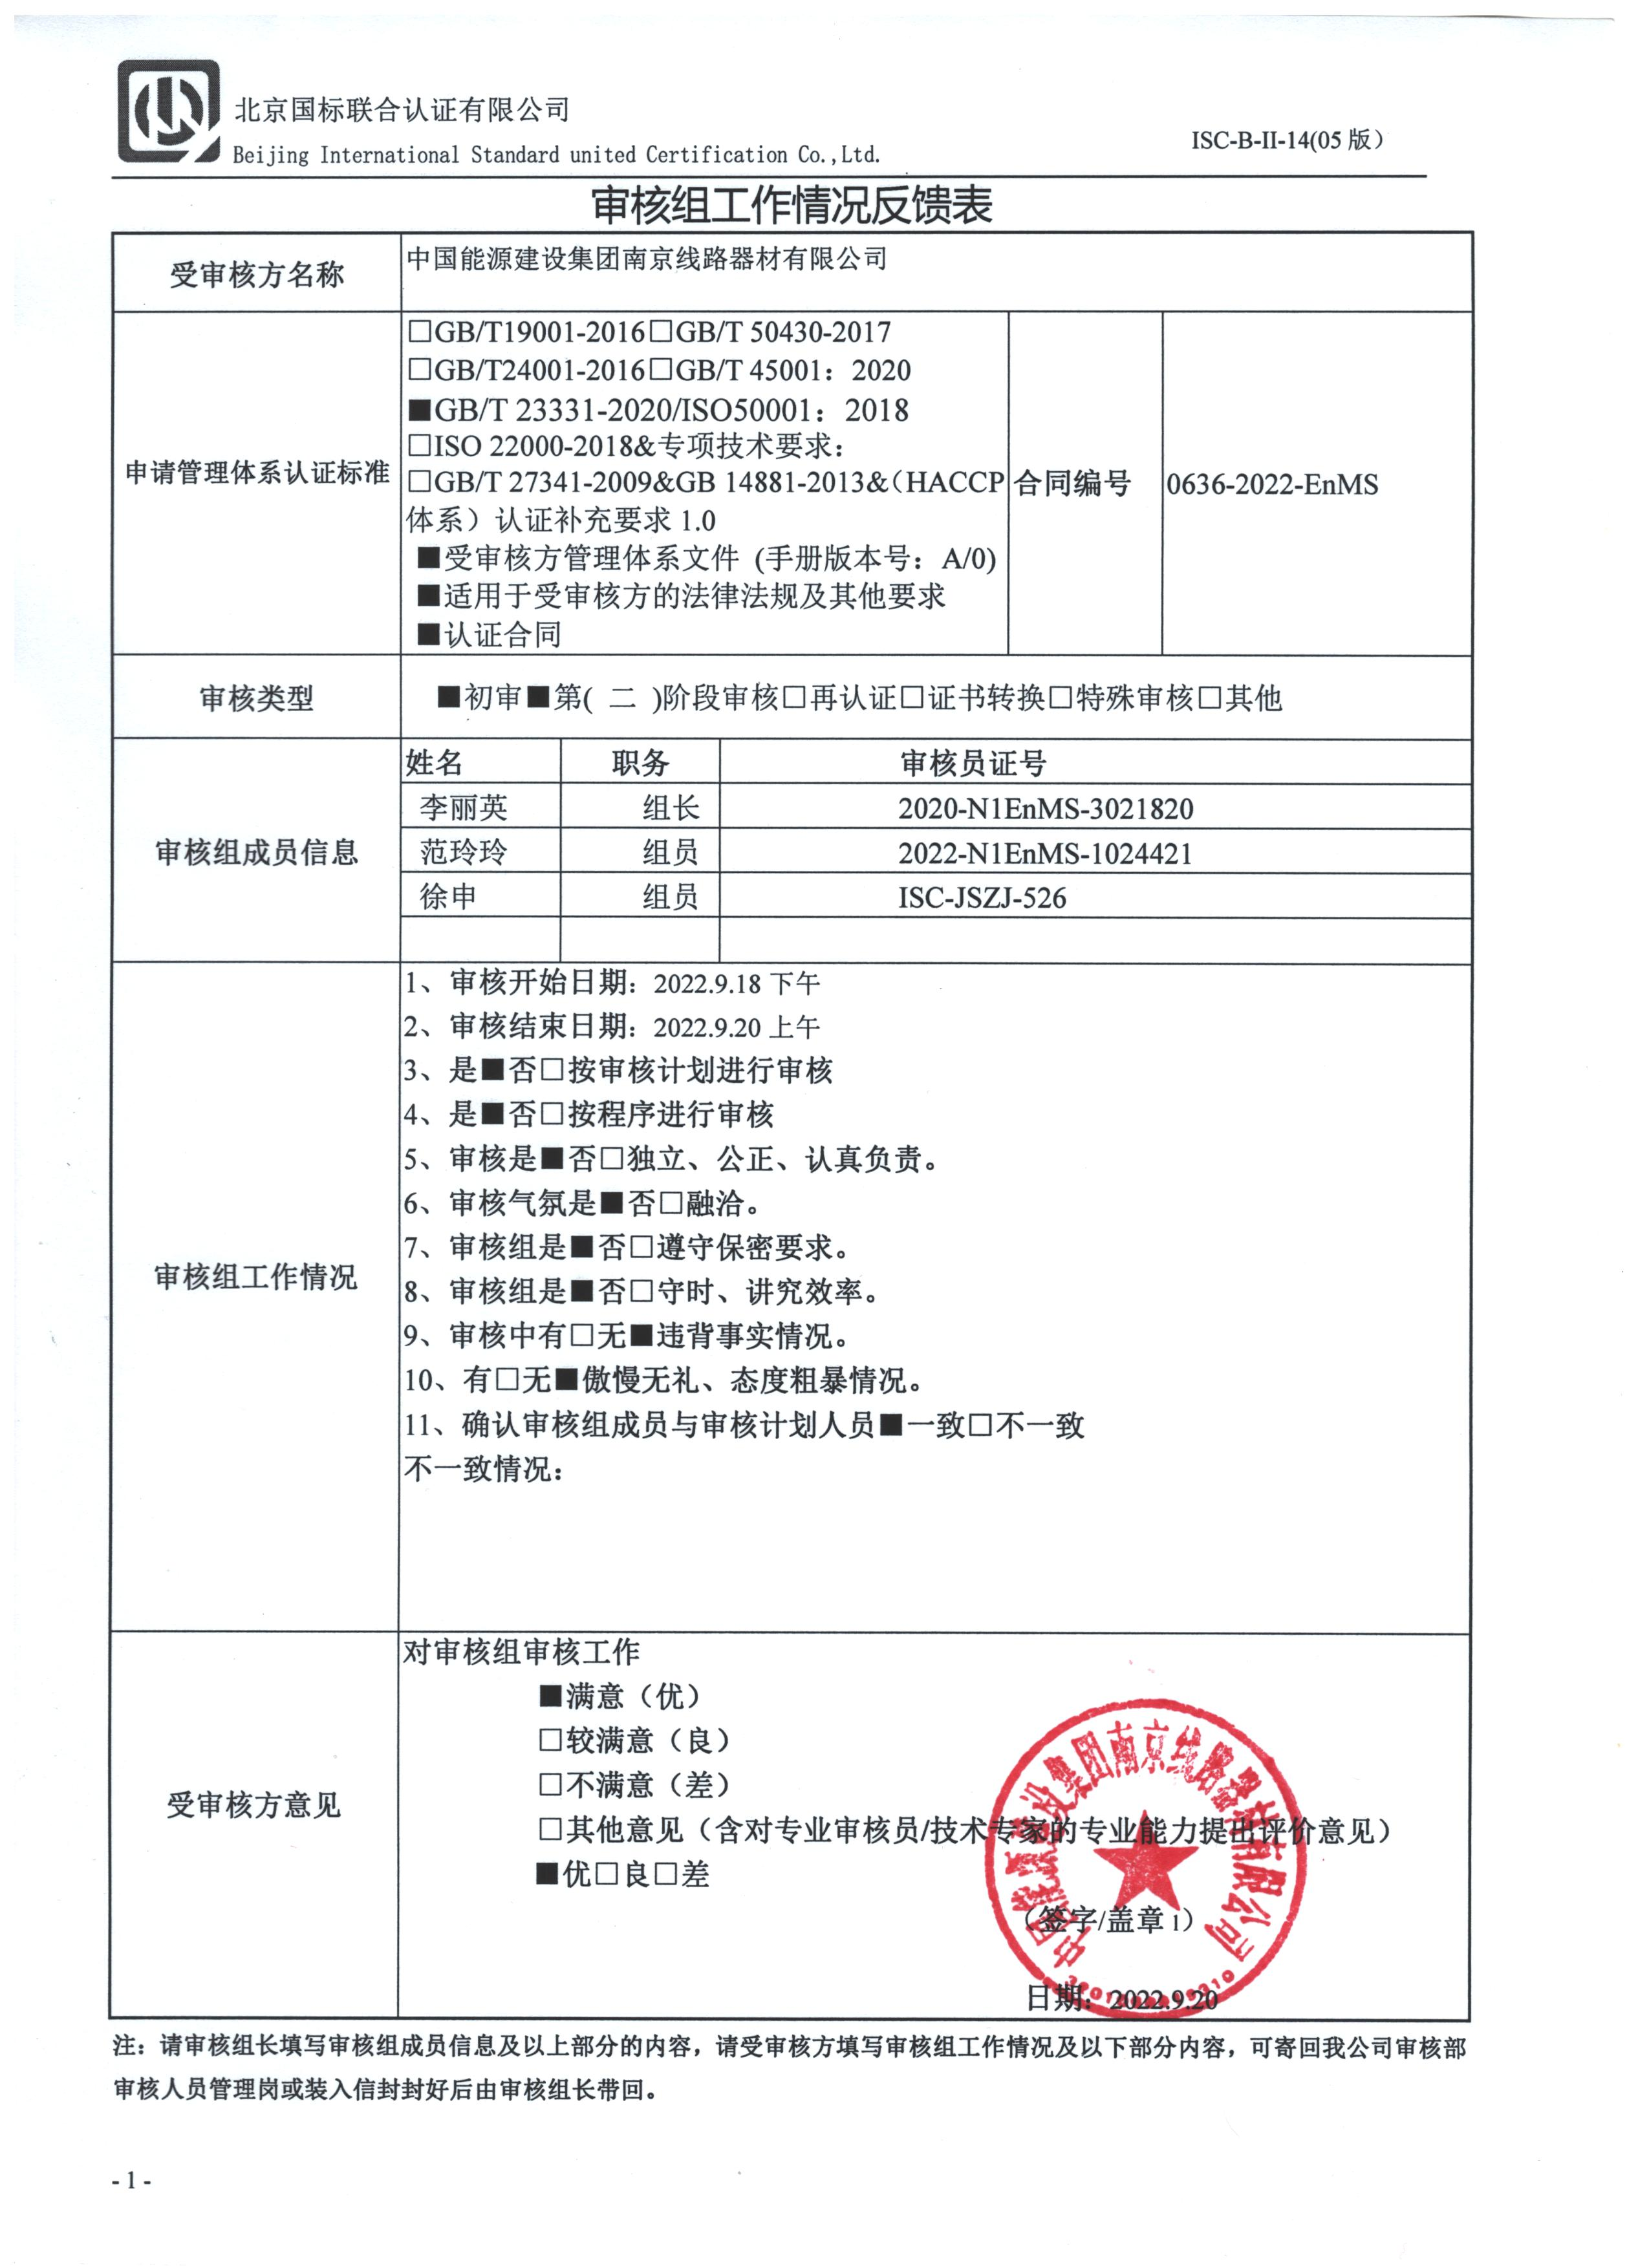 北京国标联合认证有限公司
Beijing International Standard united Certification Co.,Ltd.
ISC-B-II-14(05 版）
审核组工作情况反馈表
受审核方名称
中国能源建设集团南京线路器材有限公司
申请管理体系认证标准
□GB/T19001-2016□GB/T 50430-2017
□GB/T24001-2016□GB/T 45001：2020
■GB/T 23331-2020/ISO50001：2018
□ISO 22000-2018&专项技术要求：
□GB/T 27341-2009&GB 14881-2013&（HACCP
体系）认证补充要求 1.0
■受审核方管理体系文件 (手册版本号：A/0)
■适用于受审核方的法律法规及其他要求
■认证合同
合同编号
0636-2022-EnMS
审核类型
■初审■第( 二 )阶段审核□再认证□证书转换□特殊审核□其他
审核组成员信息
姓名 职务 审核员证号
李丽英 组长 2020-N1EnMS-3021820
范玲玲 组员 2022-N1EnMS-1024421
徐申 组员 ISC-JSZJ-526
审核组工作情况
1、审核开始日期：2022.9.18 下午
2、审核结束日期：2022.9.20 上午
3、是■否□按审核计划进行审核
4、是■否□按程序进行审核
5、审核是■否□独立、公正、认真负责。
6、审核气氛是■否□融洽。
7、审核组是■否□遵守保密要求。
8、审核组是■否□守时、讲究效率。
9、审核中有□无■违背事实情况。
10、有□无■傲慢无礼、态度粗暴情况。
11、确认审核组成员与审核计划人员■一致□不一致
不一致情况：
受审核方意见
对审核组审核工作
■满意（优）
□较满意（良）
□不满意（差）
□其他意见（含对专业审核员/技术专家的专业能力提出评价意见）
■优□良□差
（签字/盖章 1）
日期：2022.9.20
中国能源建设集团南京线路器材有限公司
注：请审核组长填写审核组成员信息及以上部分的内容，请受审核方填写审核组工作情况及以下部分内容，可寄回我公司审核部
审核人员管理岗或装入信封封好后由审核组长带回。
- 1 -